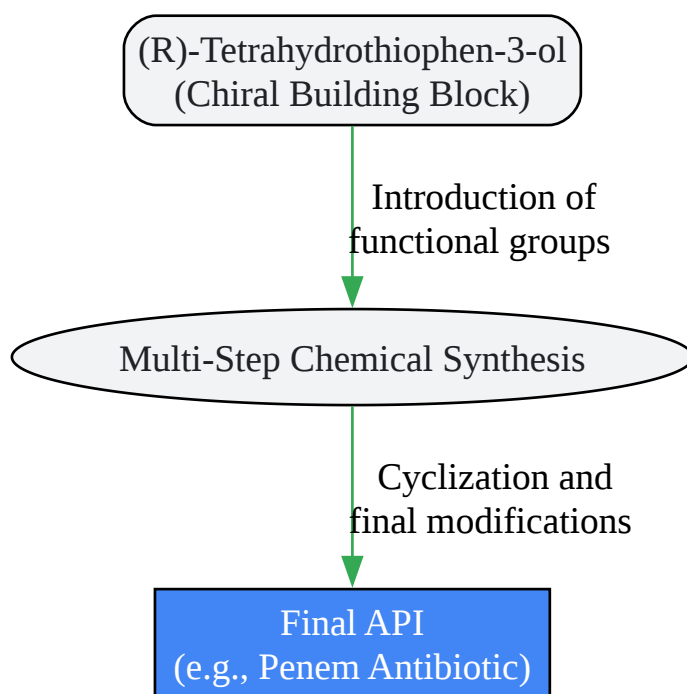 (R)-Tetrahydrothiophen-3-ol
(Chiral Building Block)
Introduction of
functional groups
Multi-Step Chemical Synthesis
Cyclization and
final modifications
Final API
(e.g., Penem Antibiotic)